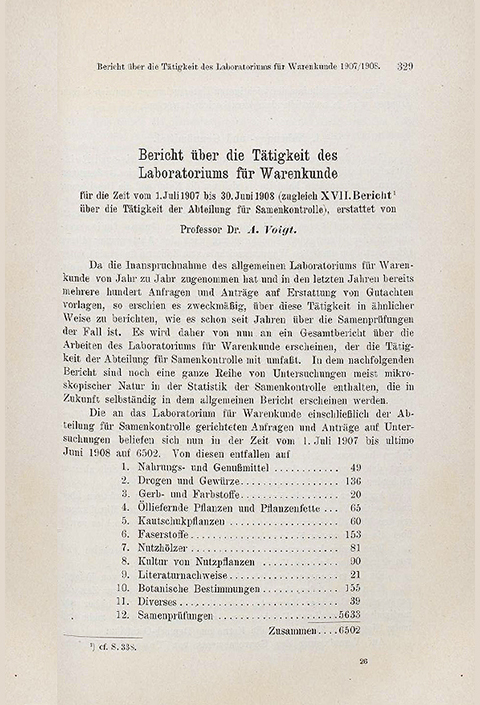 Bericht über die Tätigkeit des Laboratoriums für Warenkunde 1907/1908. 329
Bericht über die Tätigkeit des
Laboratoriums für Warenkunde
für die Zeit vom 1. Juli 1907 bis 30. Juni 1908 (zugleich XVII. Bericht¹
über die Tätigkeit der Abteilung für Samenkontrolle), erstattet von
Professor Dr. A. Voigt.
Da die Inanspruchnahme des allgemeinen Laboratoriums für Waren-
kunde von Jahr zu Jahr zugenommen hat und in den letzten Jahren bereits
mehrere hundert Anfragen und Anträge auf Erstattung von Gutachten
vorlagen, so erschien es zweckmäßig, über diese Tätigkeit in ähnlicher
Weise zu berichten, wie es schon seit Jahren über die Samenprüfungen
der Fall ist. Es wird daher von nun an ein Gesamtbericht über die
Arbeiten des Laboratoriums für Warenkunde erscheinen, der die Tätig-
keit der Abteilung für Samenkontrolle mit umfaßt. In dem nachfolgenden
Bericht sind noch eine ganze Reihe von Untersuchungen meist mikro-
skopischer Natur in der Statistik der Samenkontrolle enthalten, die in
Zukunft selbständig in dem allgemeinen Bericht erscheinen werden.
Die an das Laboratorium für Warenkunde einschließlich der Ab-
teilung für Samenkontrolle gerichteten Anfragen und Anträge auf Unter-
suchungen beliefen sich nun in der Zeit vom 1. Juli 1907 bis ultimo
Juni 1908 auf 6502. Von diesen entfallen auf
1. Nahrungs- und Genußmittel ........... 49
2. Drogen und Gewürze ................ 136
3. Gerb- und Farbstoffe ................ 20
4. Ölliefernde Pflanzen und Pflanzenfette ... 65
5. Kautschukpflanzen .................. 60
6. Faserstoffe ........................ 153
7. Nutzhölzer ........................ 81
8. Kultur von Nutzpflanzen ............. 90
9. Literaturnachweise .................. 21
10. Botanische Bestimmungen ............ 155
11. Diverses .......................... 39
12. Samenprüfungen .................... 5633
Zusammen .... 6502
¹) cf. S. 338.
26